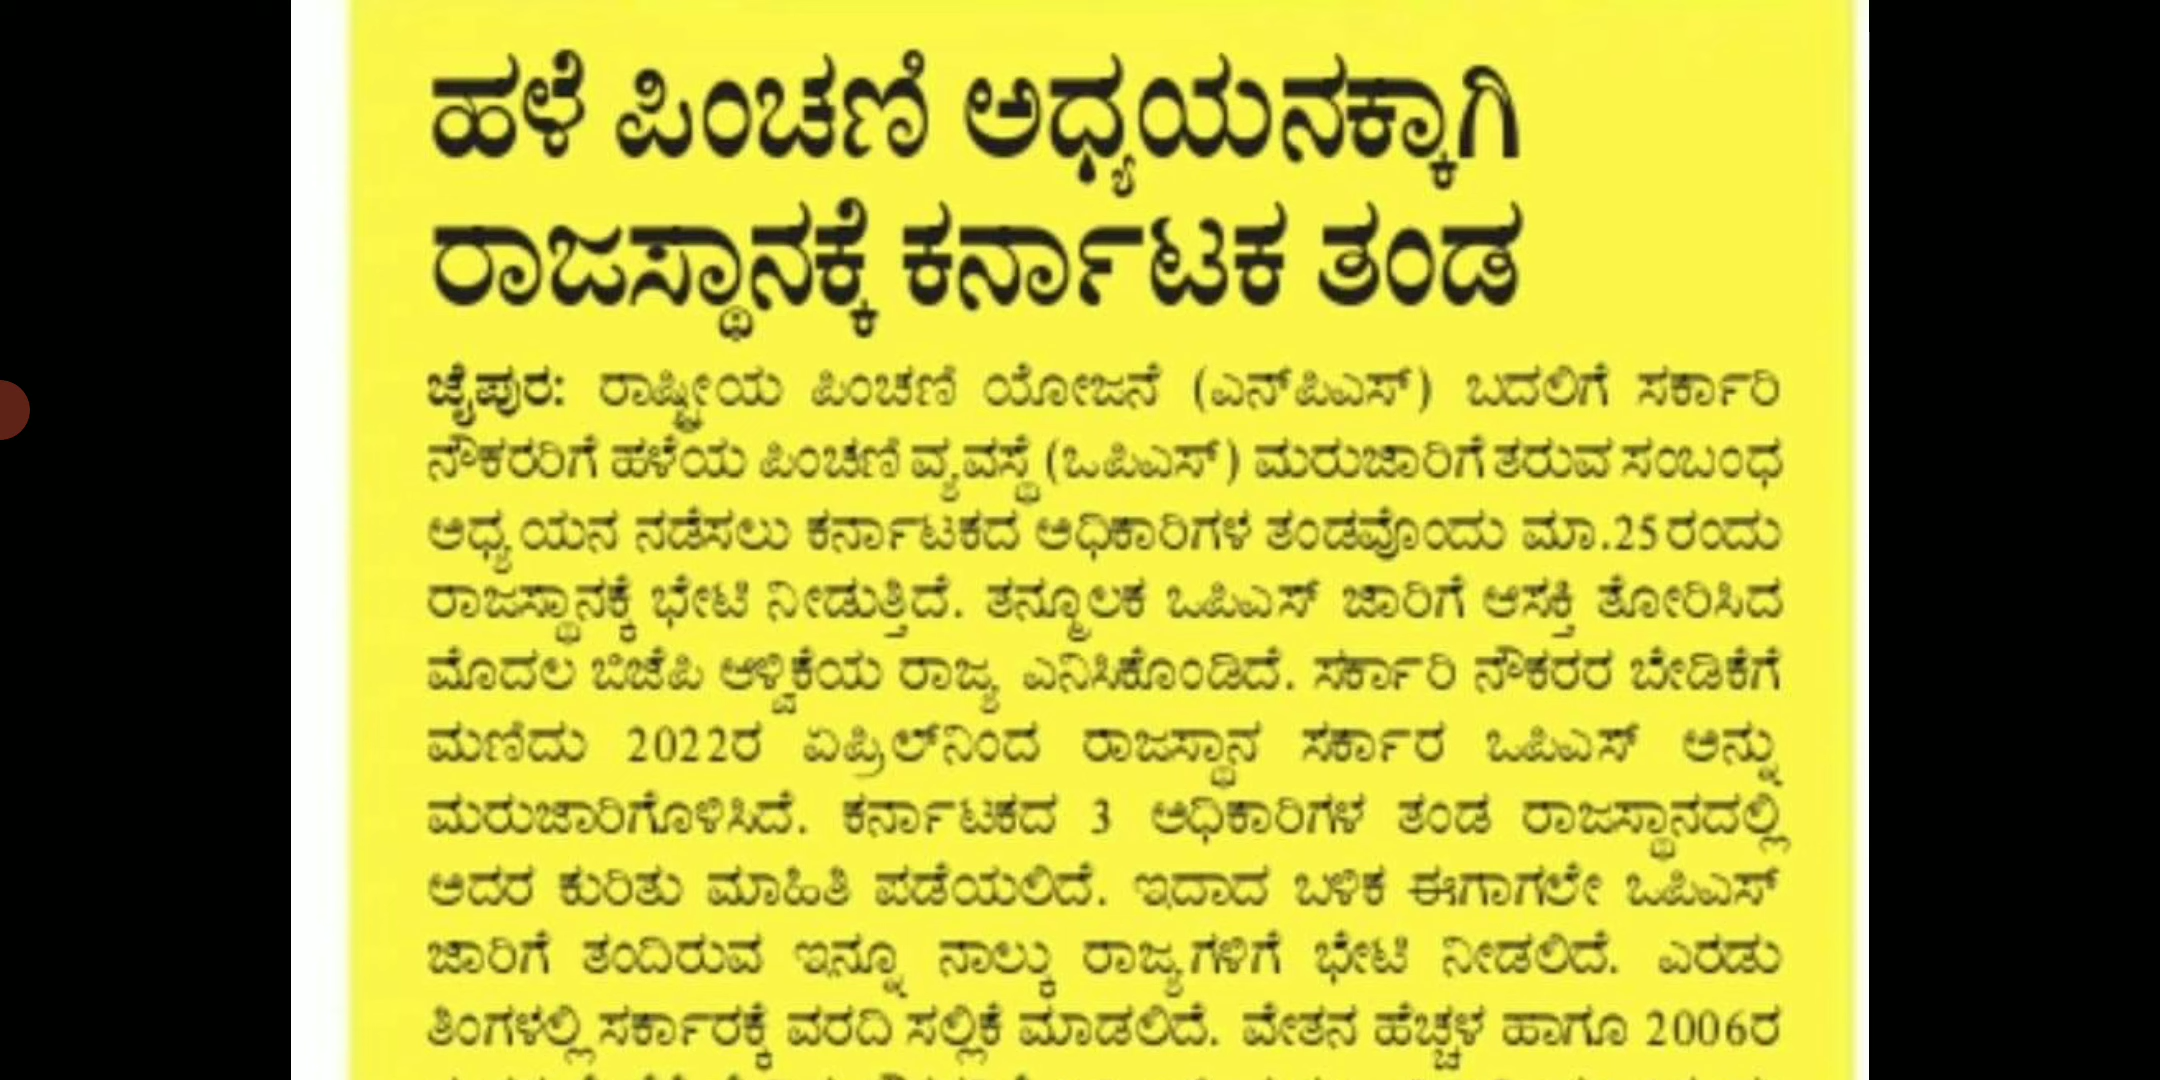 ಹಳೆ ಪಿಂಚಣಿ ಅಧ್ಯಯನಕ್ಕಾಗಿ
ರಾಜಸ್ಥಾನಕ್ಕೆ ಕರ್ನಾಟಕ ತಂಡ
ಜೈಪುರ: ರಾಷ್ಟ್ರೀಯ ಪಿಂಚಣಿ ಯೋಜನೆ (ಎನ್‌ಪಿಎಸ್) ಬದಲಿಗೆ ಸರ್ಕಾರಿ
ನೌಕರರಿಗೆ ಹಳೆಯ ಪಿಂಚಣಿ ವ್ಯವಸ್ಥೆ (ಒಪಿಎಸ್) ಮರುಜಾರಿಗೆ ತರುವ ಸಂಬಂಧ
ಅಧ್ಯಯನ ನಡೆಸಲು ಕರ್ನಾಟಕದ ಅಧಿಕಾರಿಗಳ ತಂಡವೊಂದು ಮಾ.25ರಂದು
ರಾಜಸ್ಥಾನಕ್ಕೆ ಭೇಟಿ ನೀಡುತ್ತಿದೆ. ತನ್ಮೂಲಕ ಒಪಿಎಸ್ ಜಾರಿಗೆ ಆಸಕ್ತಿ ತೋರಿಸಿದ
ಮೊದಲ ಬಿಜೆಪಿ ಆಳ್ವಿಕೆಯ ರಾಜ್ಯ ಎನಿಸಿಕೊಂಡಿದೆ. ಸರ್ಕಾರಿ ನೌಕರರ ಬೇಡಿಕೆಗೆ
ಮಣಿದು 2022ರ ಏಪ್ರಿಲ್‌ನಿಂದ ರಾಜಸ್ಥಾನ ಸರ್ಕಾರ ಒಪಿಎಸ್ ಅನ್ನು
ಮರುಜಾರಿಗೊಳಿಸಿದೆ. ಕರ್ನಾಟಕದ 3 ಅಧಿಕಾರಿಗಳ ತಂಡ ರಾಜಸ್ಥಾನದಲ್ಲಿ
ಅದರ ಕುರಿತು ಮಾಹಿತಿ ಪಡೆಯಲಿದೆ. ಇದಾದ ಬಳಿಕ ಈಗಾಗಲೇ ಒಪಿಎಸ್
ಜಾರಿಗೆ ತಂದಿರುವ ಇನ್ನೂ ನಾಲ್ಕು ರಾಜ್ಯಗಳಿಗೆ ಭೇಟಿ ನೀಡಲಿದೆ. ಎರಡು
ತಿಂಗಳಲ್ಲಿ ಸರ್ಕಾರಕ್ಕೆ ವರದಿ ಸಲ್ಲಿಕೆ ಮಾಡಲಿದೆ. ವೇತನ ಹೆಚ್ಚಳ ಹಾಗೂ 2006ರ